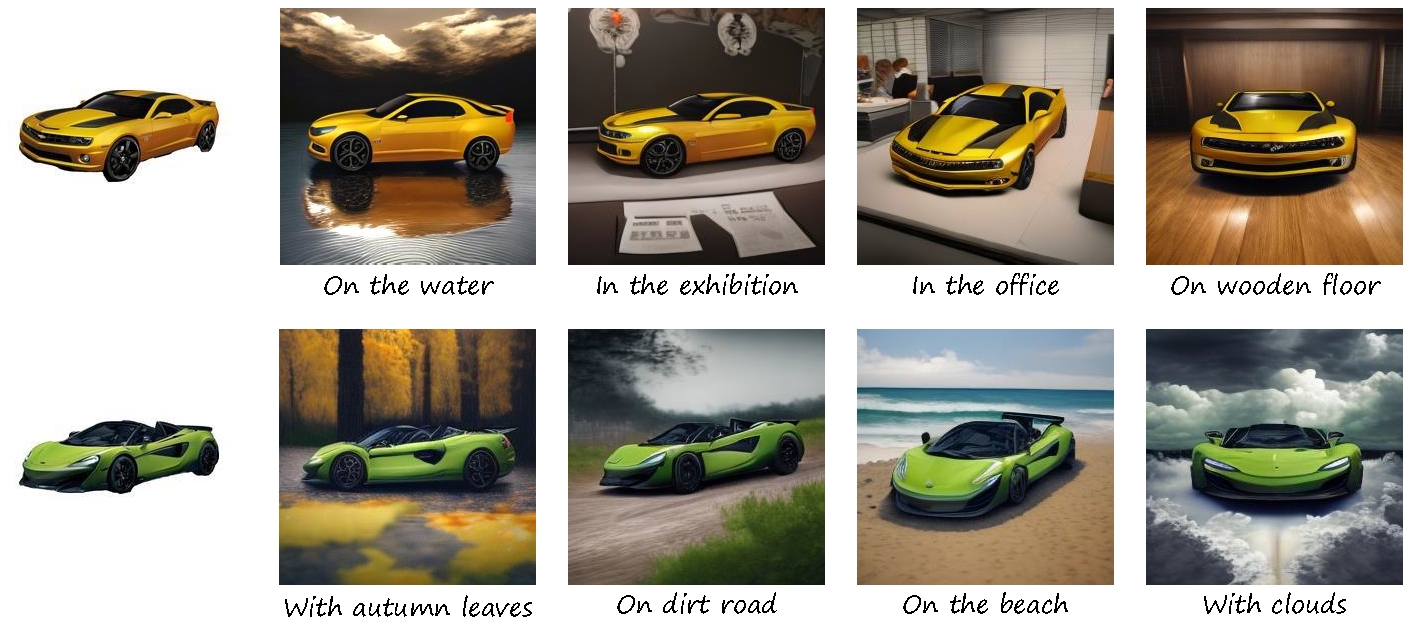 On the water
In the exhibition
In the office
On wooden floor
With autumn leaves
On dirt road
On the beach
With clouds